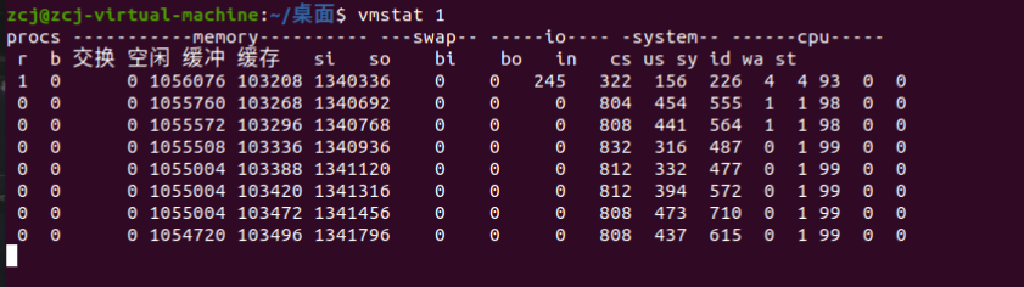 zcj@zcj-virtual-machine:~/桌面$ vmstat 1
procs -----------memory---------- ---swap-- -----io---- -system-- ------cpu-----
 r  b 交换 空闲 缓冲 缓存   si   so    bi    bo   in   cs us sy id wa st
 1  0      0 1056076 103208 1340336    0    0   245   322  156  226  4  4 93  0  0
 0  0      0 1055760 103268 1340692    0    0     0   804  454  555  1  1 98  0  0
 0  0      0 1055572 103296 1340768    0    0     0   808  441  564  1  1 98  0  0
 0  0      0 1055508 103336 1340936    0    0     0   832  316  487  0  1 99  0  0
 0  0      0 1055004 103388 1341120    0    0     0   812  332  477  0  1 99  0  0
 0  0      0 1055004 103420 1341316    0    0     0   812  394  572  0  1 99  0  0
 0  0      0 1055004 103472 1341456    0    0     0   808  473  710  0  1 99  0  0
 0  0      0 1054720 103496 1341796    0    0     0   808  437  615  0  1 99  0  0